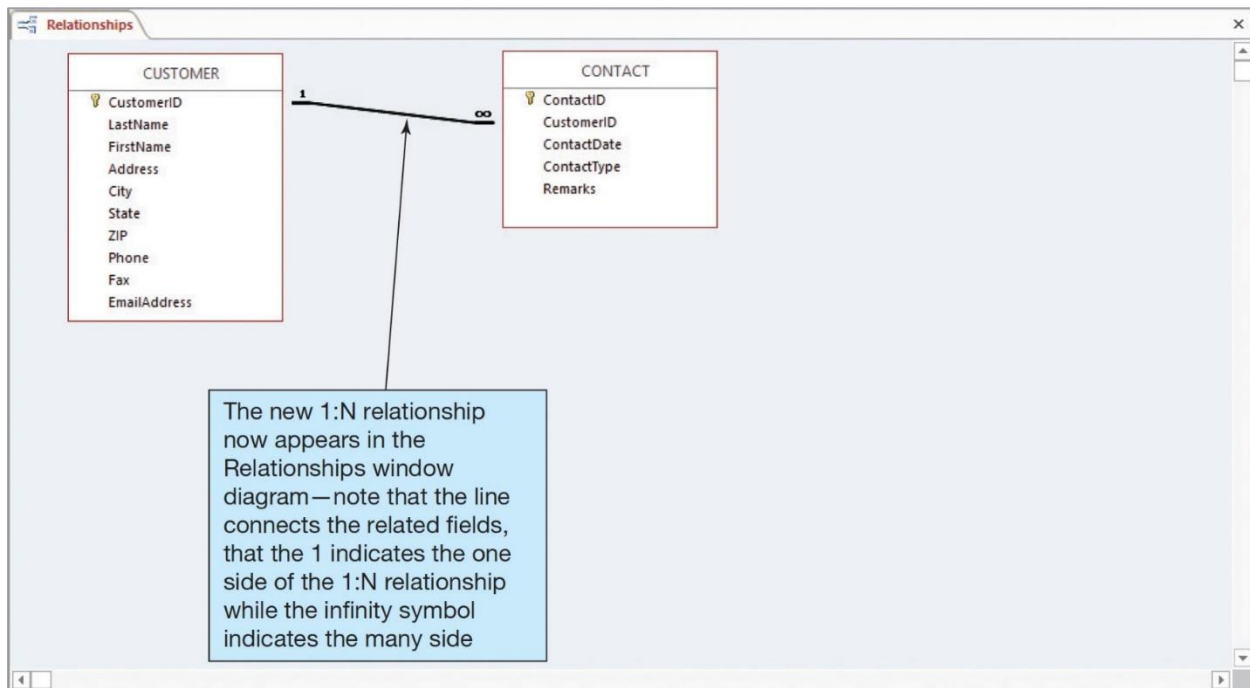 Relationships
CUSTOMER
CustomerID
LastName
FirstName
Address
City
State
ZIP
Phone
Fax
EmailAddress
1
∞
CONTACT
ContactID
CustomerID
ContactDate
ContactType
Remarks
The new 1:N relationship
now appears in the
Relationships window
diagram—note that the line
connects the related fields,
that the 1 indicates the one
side of the 1:N relationship
while the infinity symbol
indicates the many side